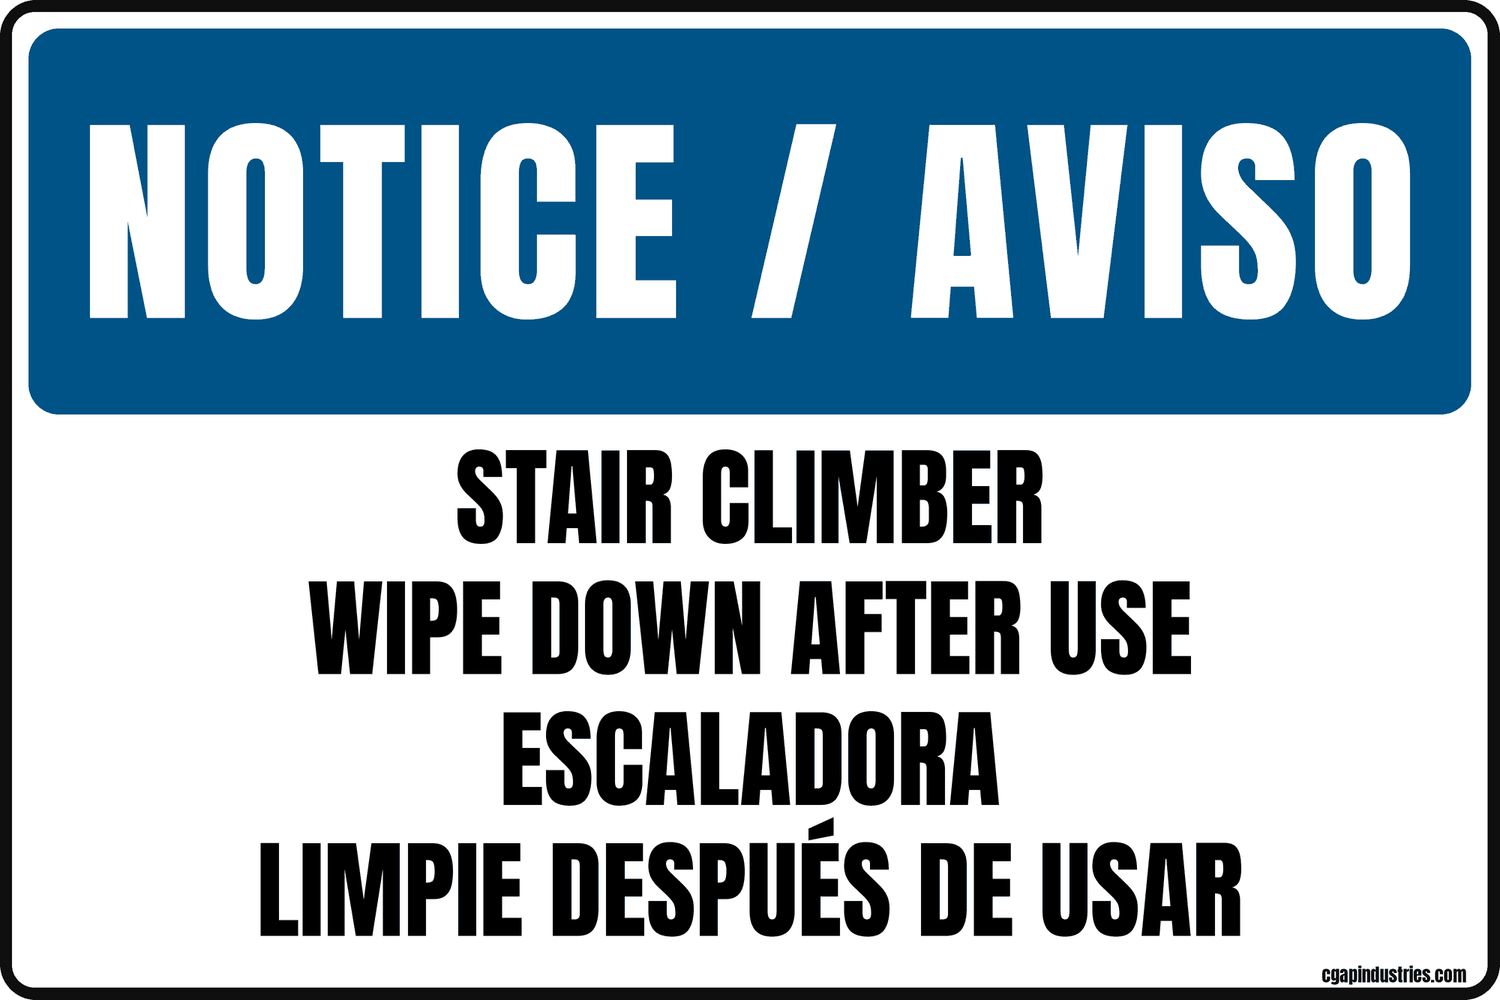 NOTICE / AVISO
STAIR CLIMBER
WIPE DOWN AFTER USE
ESCALADORA
LIMPIE DESPUÉS DE USAR
cgapindustries.com